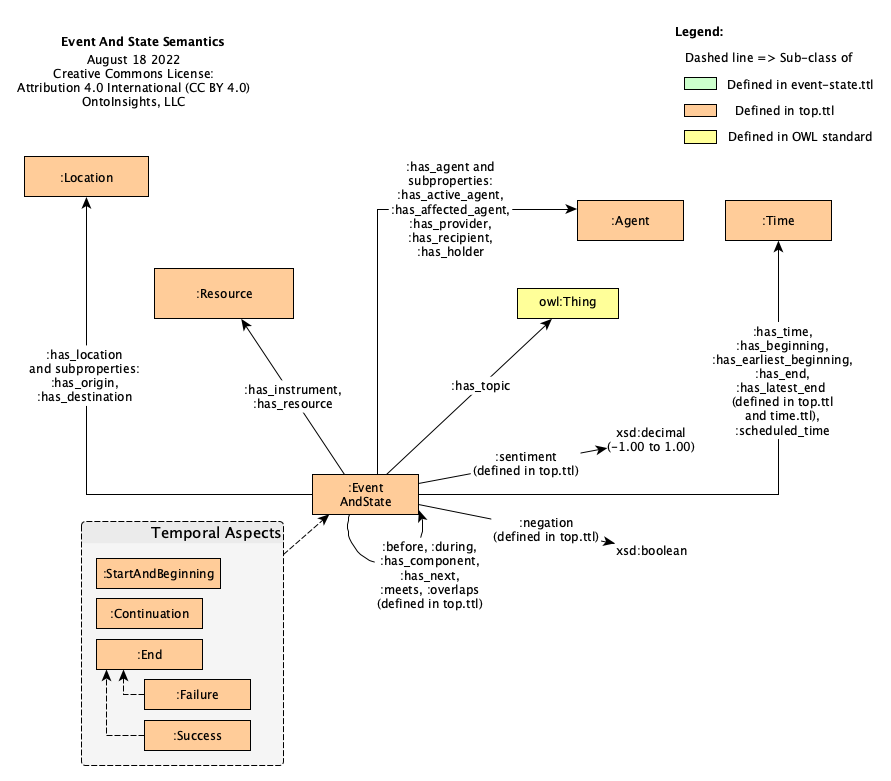 Event And State Semantics
August 18 2022
Creative Commons License:
Attribution 4.0 International (CC BY 4.0)
OntoInsights, LLC
Legend:
Dashed line => Sub-class of
Defined in event-state.ttl
Defined in top.ttl
Defined in OWL standard
:Location
:has_agent and
subproperties:
:has_active_agent,
:has_affected_agent,
:has_provider,
:has_recipient,
:has_holder
:Agent
:Time
:Resource
owl:Thing
:has_location
and subproperties:
:has_origin,
:has_destination
:has_instrument,
:has_resource
:has_topic
:has_time,
:has_beginning,
:has_earliest_beginning,
:has_end,
:has_latest_end
(defined in top.ttl
and time.ttl),
:scheduled_time
xsd:decimal
(-1.00 to 1.00)
:sentiment
(defined in top.ttl)
:Event
AndState
:negation
(defined in top.ttl)
xsd:boolean
:before, :during,
:has_component,
:has_next,
:meets, :overlaps
(defined in top.ttl)
Temporal Aspects
:StartAndBeginning
:Continuation
:End
:Failure
:Success